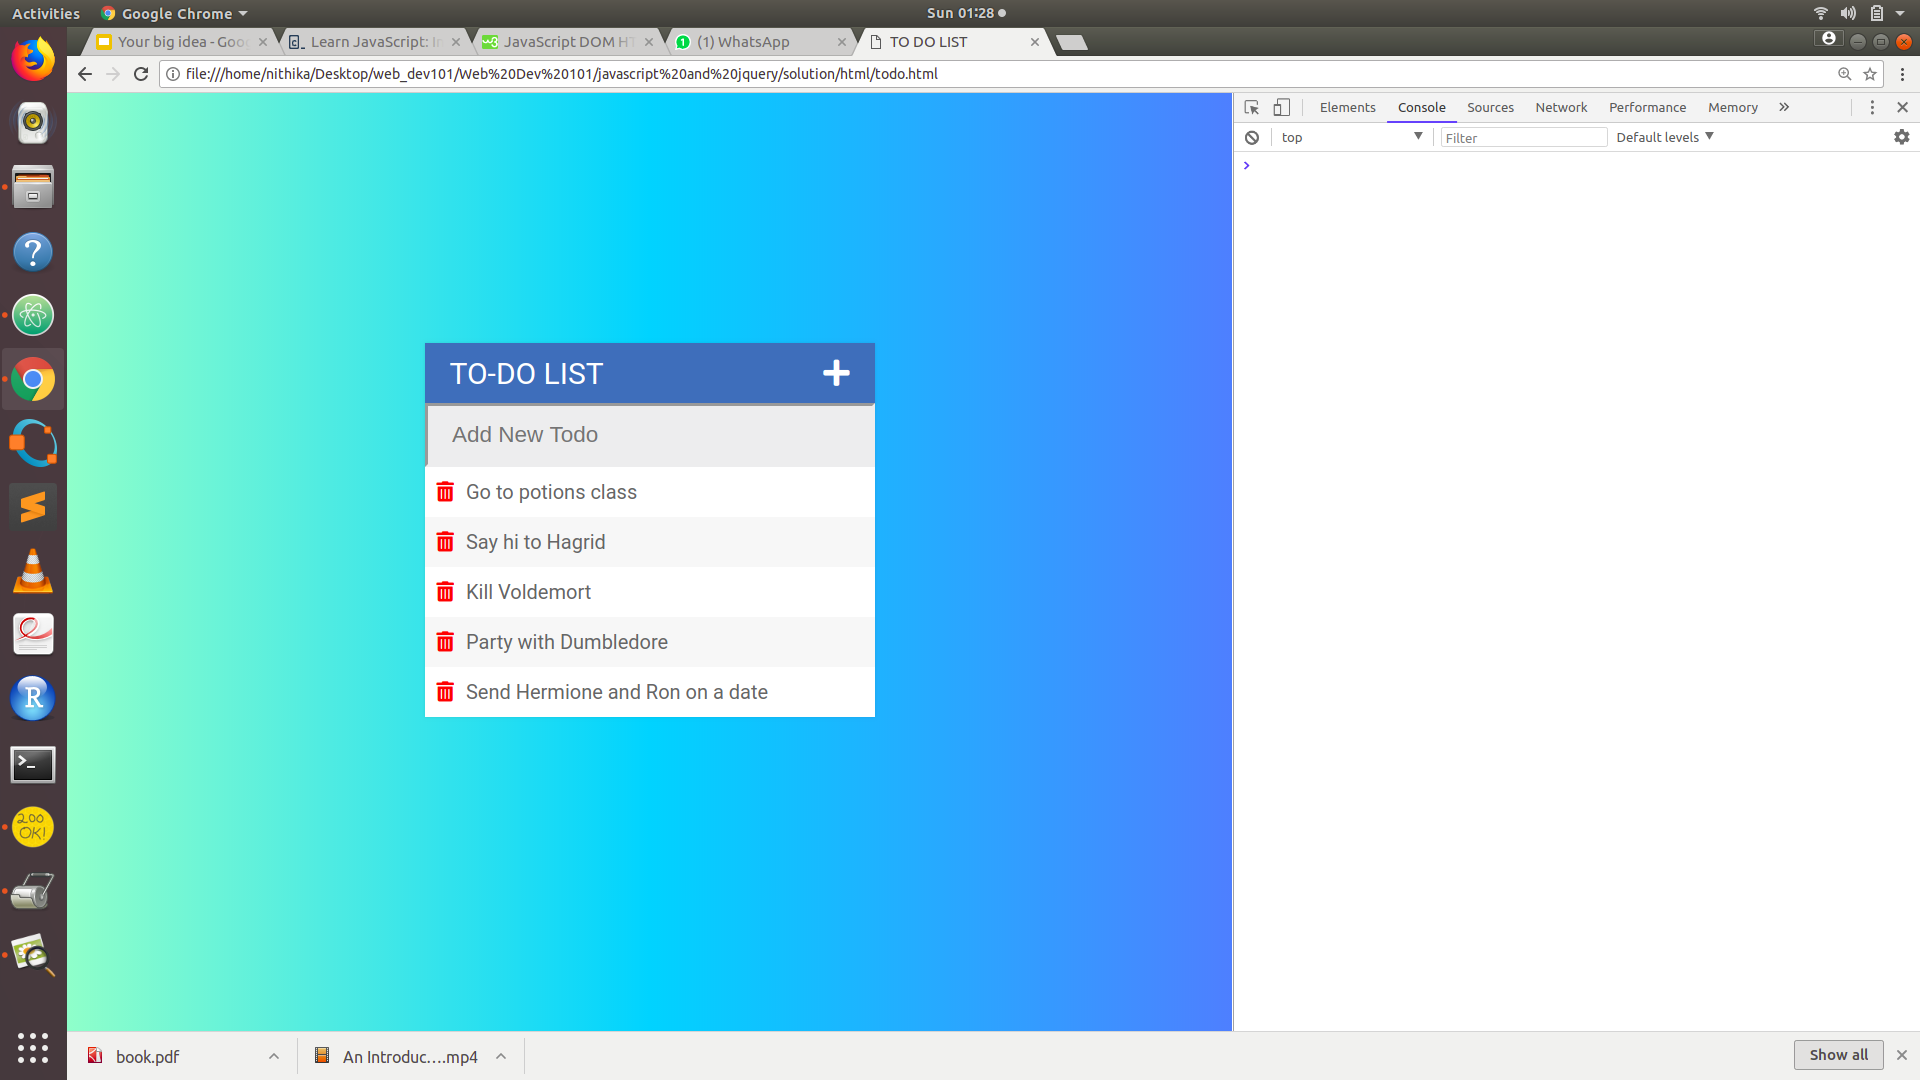 Activities
Google Chrome
Sun 01:28
Your big idea - Goo
Learn JavaScript: In
JavaScript DOM HT
(1) WhatsApp
TO DO LIST
file:///home/nithika/Desktop/web_dev101/Web%20Dev%20101/javascript%20and%20jquery/solution/html/todo.html
Elements
Console
Sources
Network
Performance
Memory
top
Filter
Default levels
TO-DO LIST
Add New Todo
Go to potions class
Say hi to Hagrid
Kill Voldemort
Party with Dumbledore
Send Hermione and Ron on a date
R
200
OK!
book.pdf
An Introduc....mp4
Show all